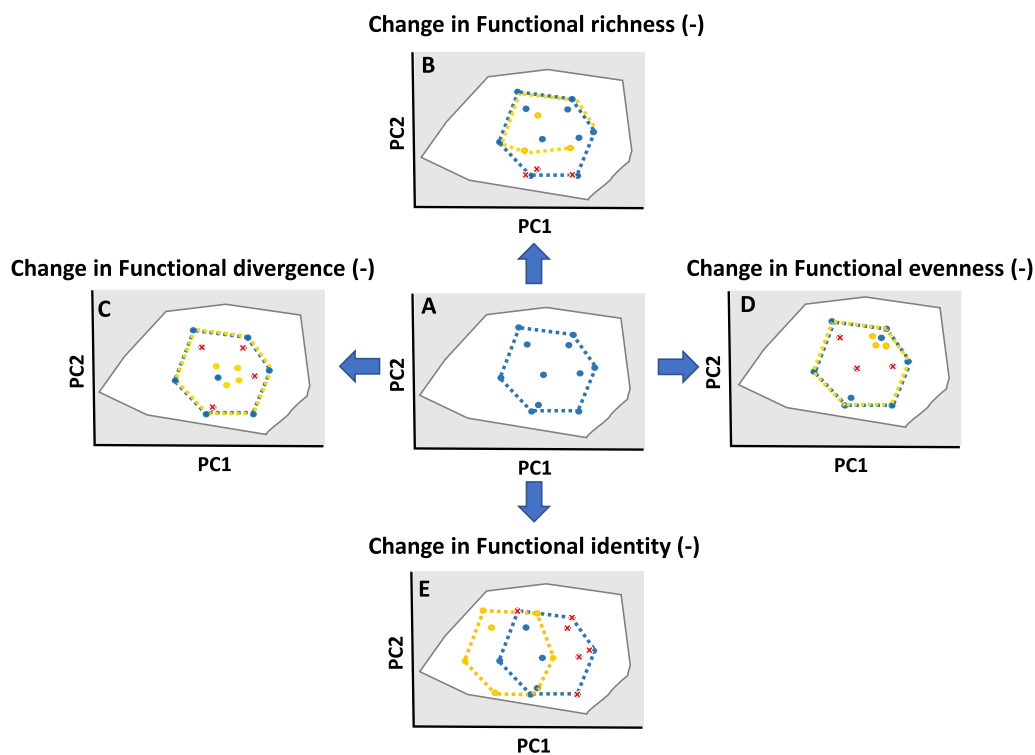 Change in Functional richness (-)
B
PC2
PC1
Change in Functional divergence (-)
C
PC2
PC1
A
PC2
PC1
Change in Functional evenness (-)
D
PC2
PC1
Change in Functional identity (-)
E
PC2
PC1